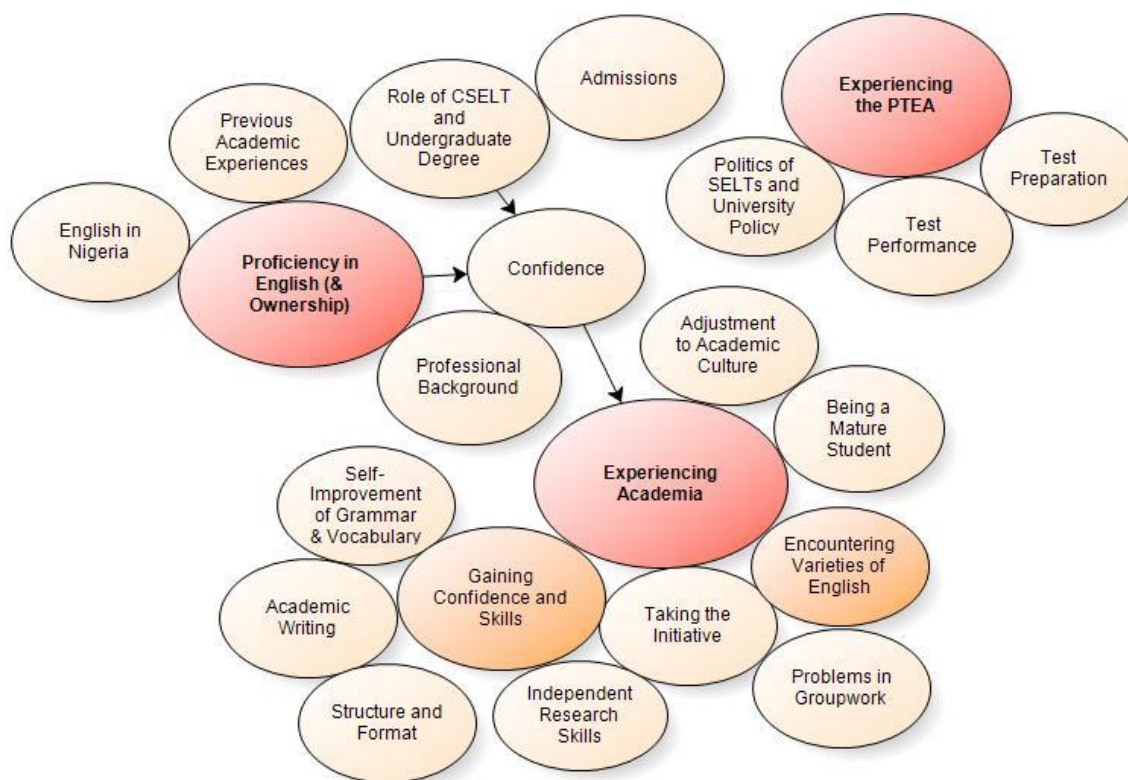 Admissions
Role of CSELT
and
Undergraduate
Degree
Experiencing
the PTEA
Previous
Academic
Experiences
Politics of
SELTs and
University
Policy
Test
Preparation
Test
Performance
English in
Nigeria
Proficiency in
English (&
Ownership)
Confidence
Professional
Background
Adjustment
to Academic
Culture
Being a
Mature
Student
Experiencing
Academia
Self-
Improvement
of Grammar
& Vocabulary
Gaining
Confidence and
Skills
Encountering
Varieties of
English
Academic
Writing
Taking the
Initiative
Structure and
Format
Independent
Research
Skills
Problems in
Groupwork